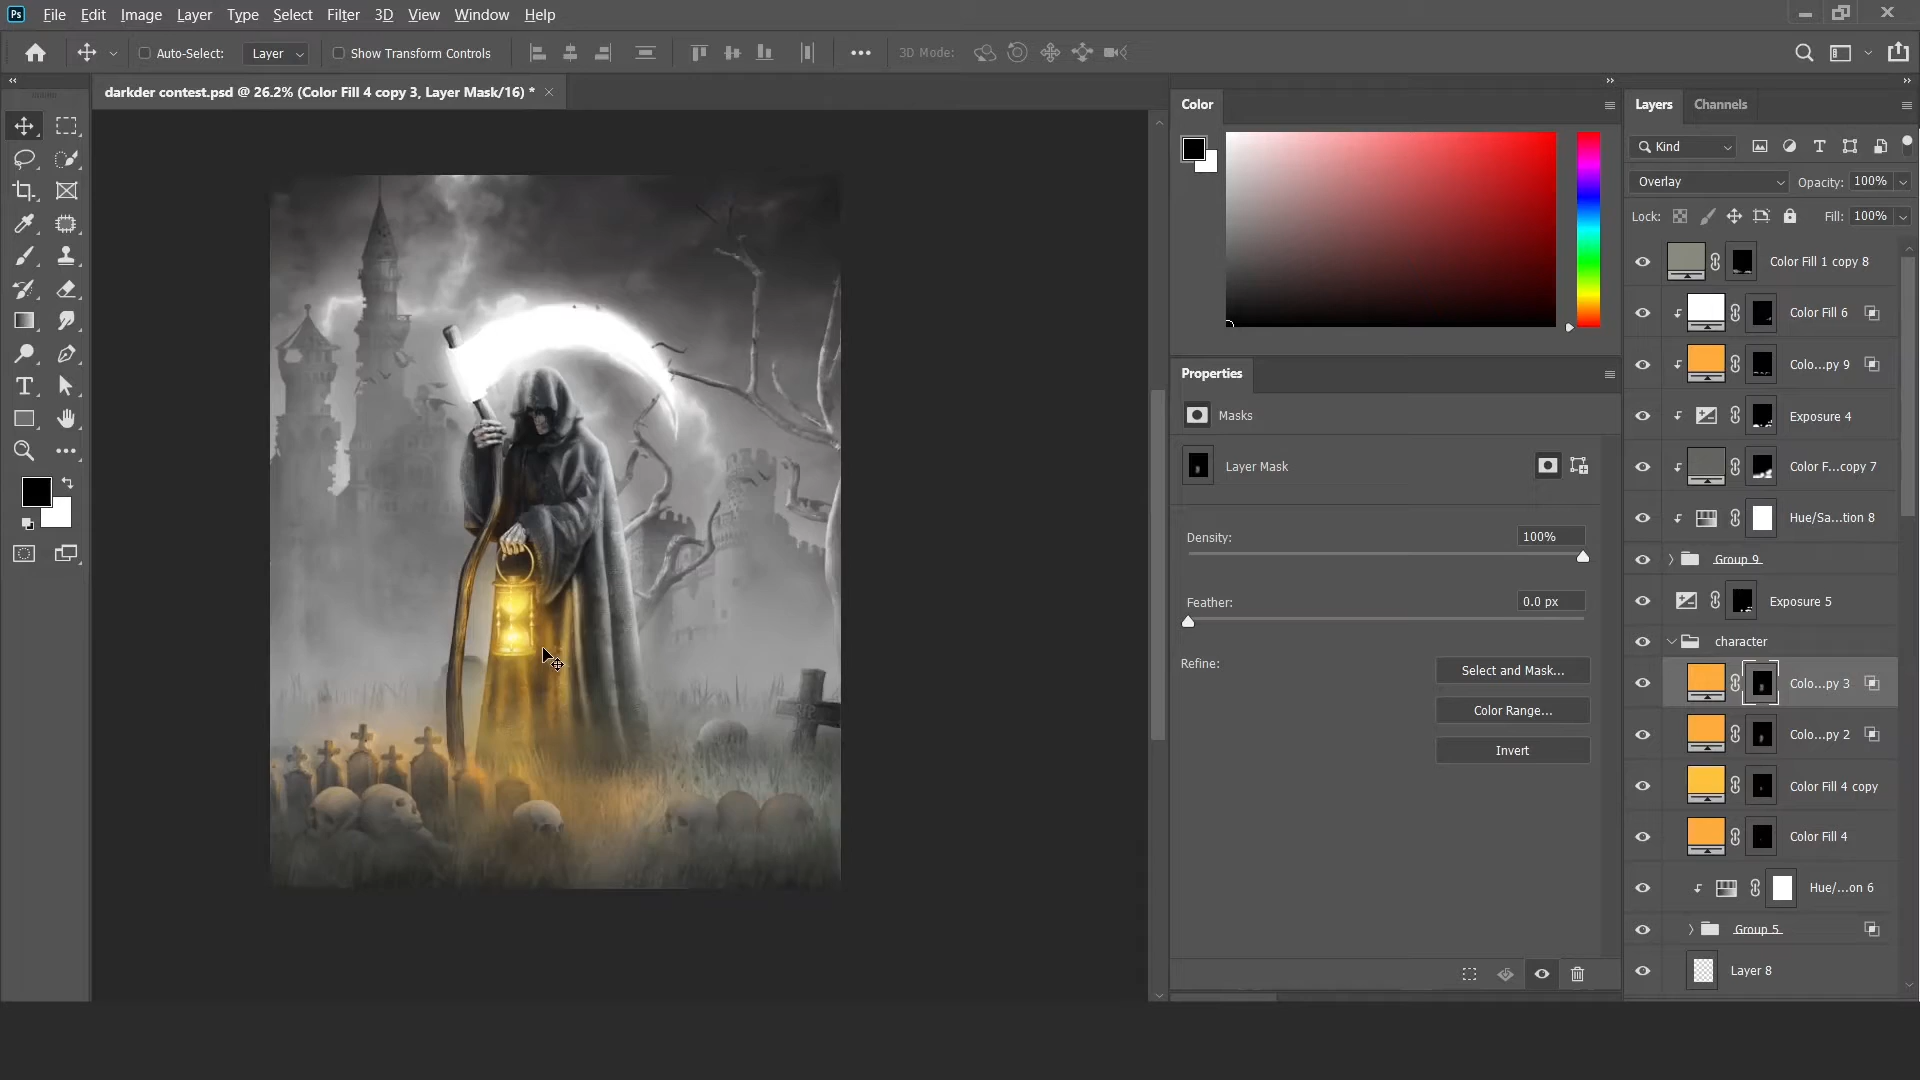 Ps File Edit Image Layer Type Select Filter 3D View Window Help
Auto-Select: Layer Show Transform Controls 3D Mode:
darkder contest.psd @ 26.2% (Color Fill 4 copy 3, Layer Mask/16) *
Color
Properties
Masks
Layer Mask
Density: 100%
Feather: 0.0 px
Refine:
Select and Mask...
Color Range...
Invert
Layers Channels
Kind
Overlay Opacity: 100%
Lock: Fill: 100%
Color Fill 1 copy 8
Color Fill 6
Colo...py 9
Exposure 4
Color F...copy 7
Hue/Sa...tion 8
Group 9
Exposure 5
character
Colo...py 3
Colo...py 2
Color Fill 4 copy
Color Fill 4
Hue/...on 6
Group 5
Layer 8